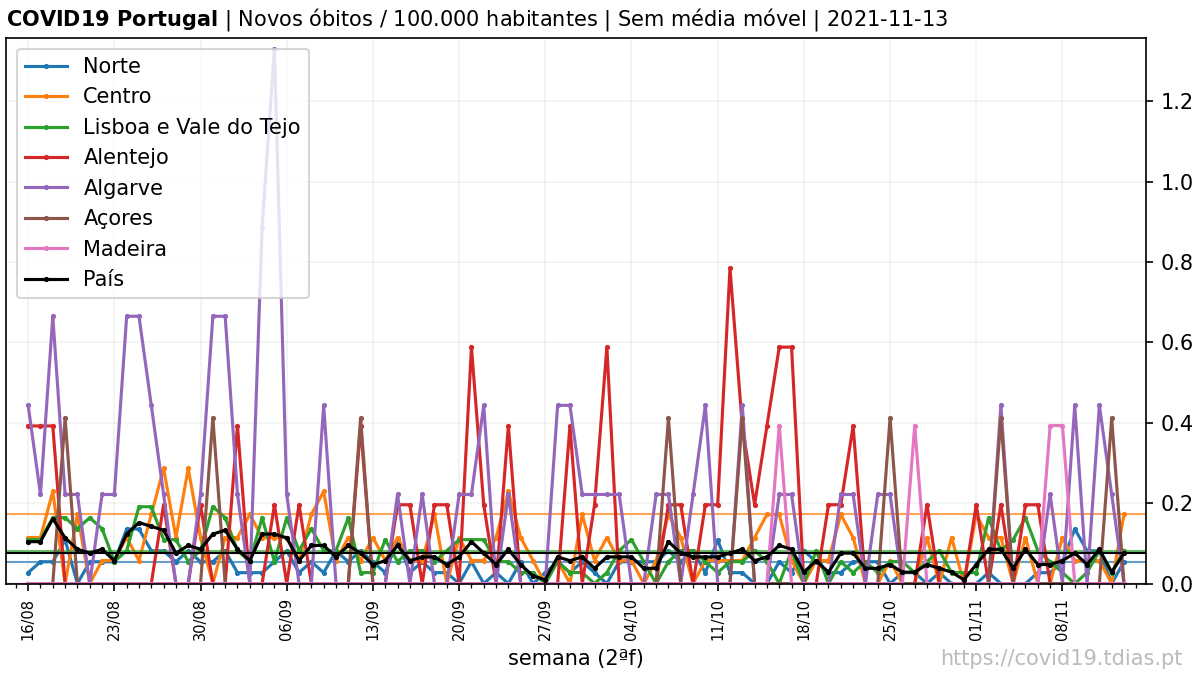 COVID19 Portugal | Novos óbitos / 100.000 habitantes | Sem média móvel | 2021-11-13
Norte
Centro
Lisboa e Vale do Tejo
Alentejo
Algarve
Açores
Madeira
País
1.2
1.0
0.8
0.6
0.4
0.2
0.0
16/08 23/08 30/08 06/09 13/09 20/09 27/09 04/10 11/10 18/10 25/10 01/11 08/11
semana (2ªf)
https://covid19.tdias.pt